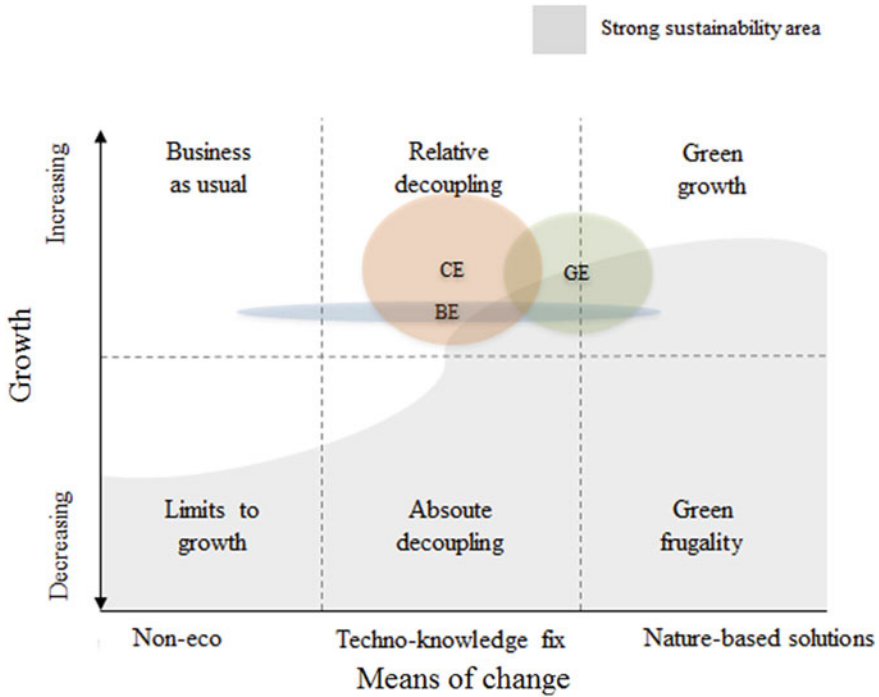 Strong sustainability area
Increasing
Business
as usual
Relative
decoupling
Green
growth
CE
GE
BE
Growth
Decreasing
Limits to
growth
Absoute
decoupling
Green
frugality
Non-eco
Techno-knowledge fix
Nature-based solutions
Means of change